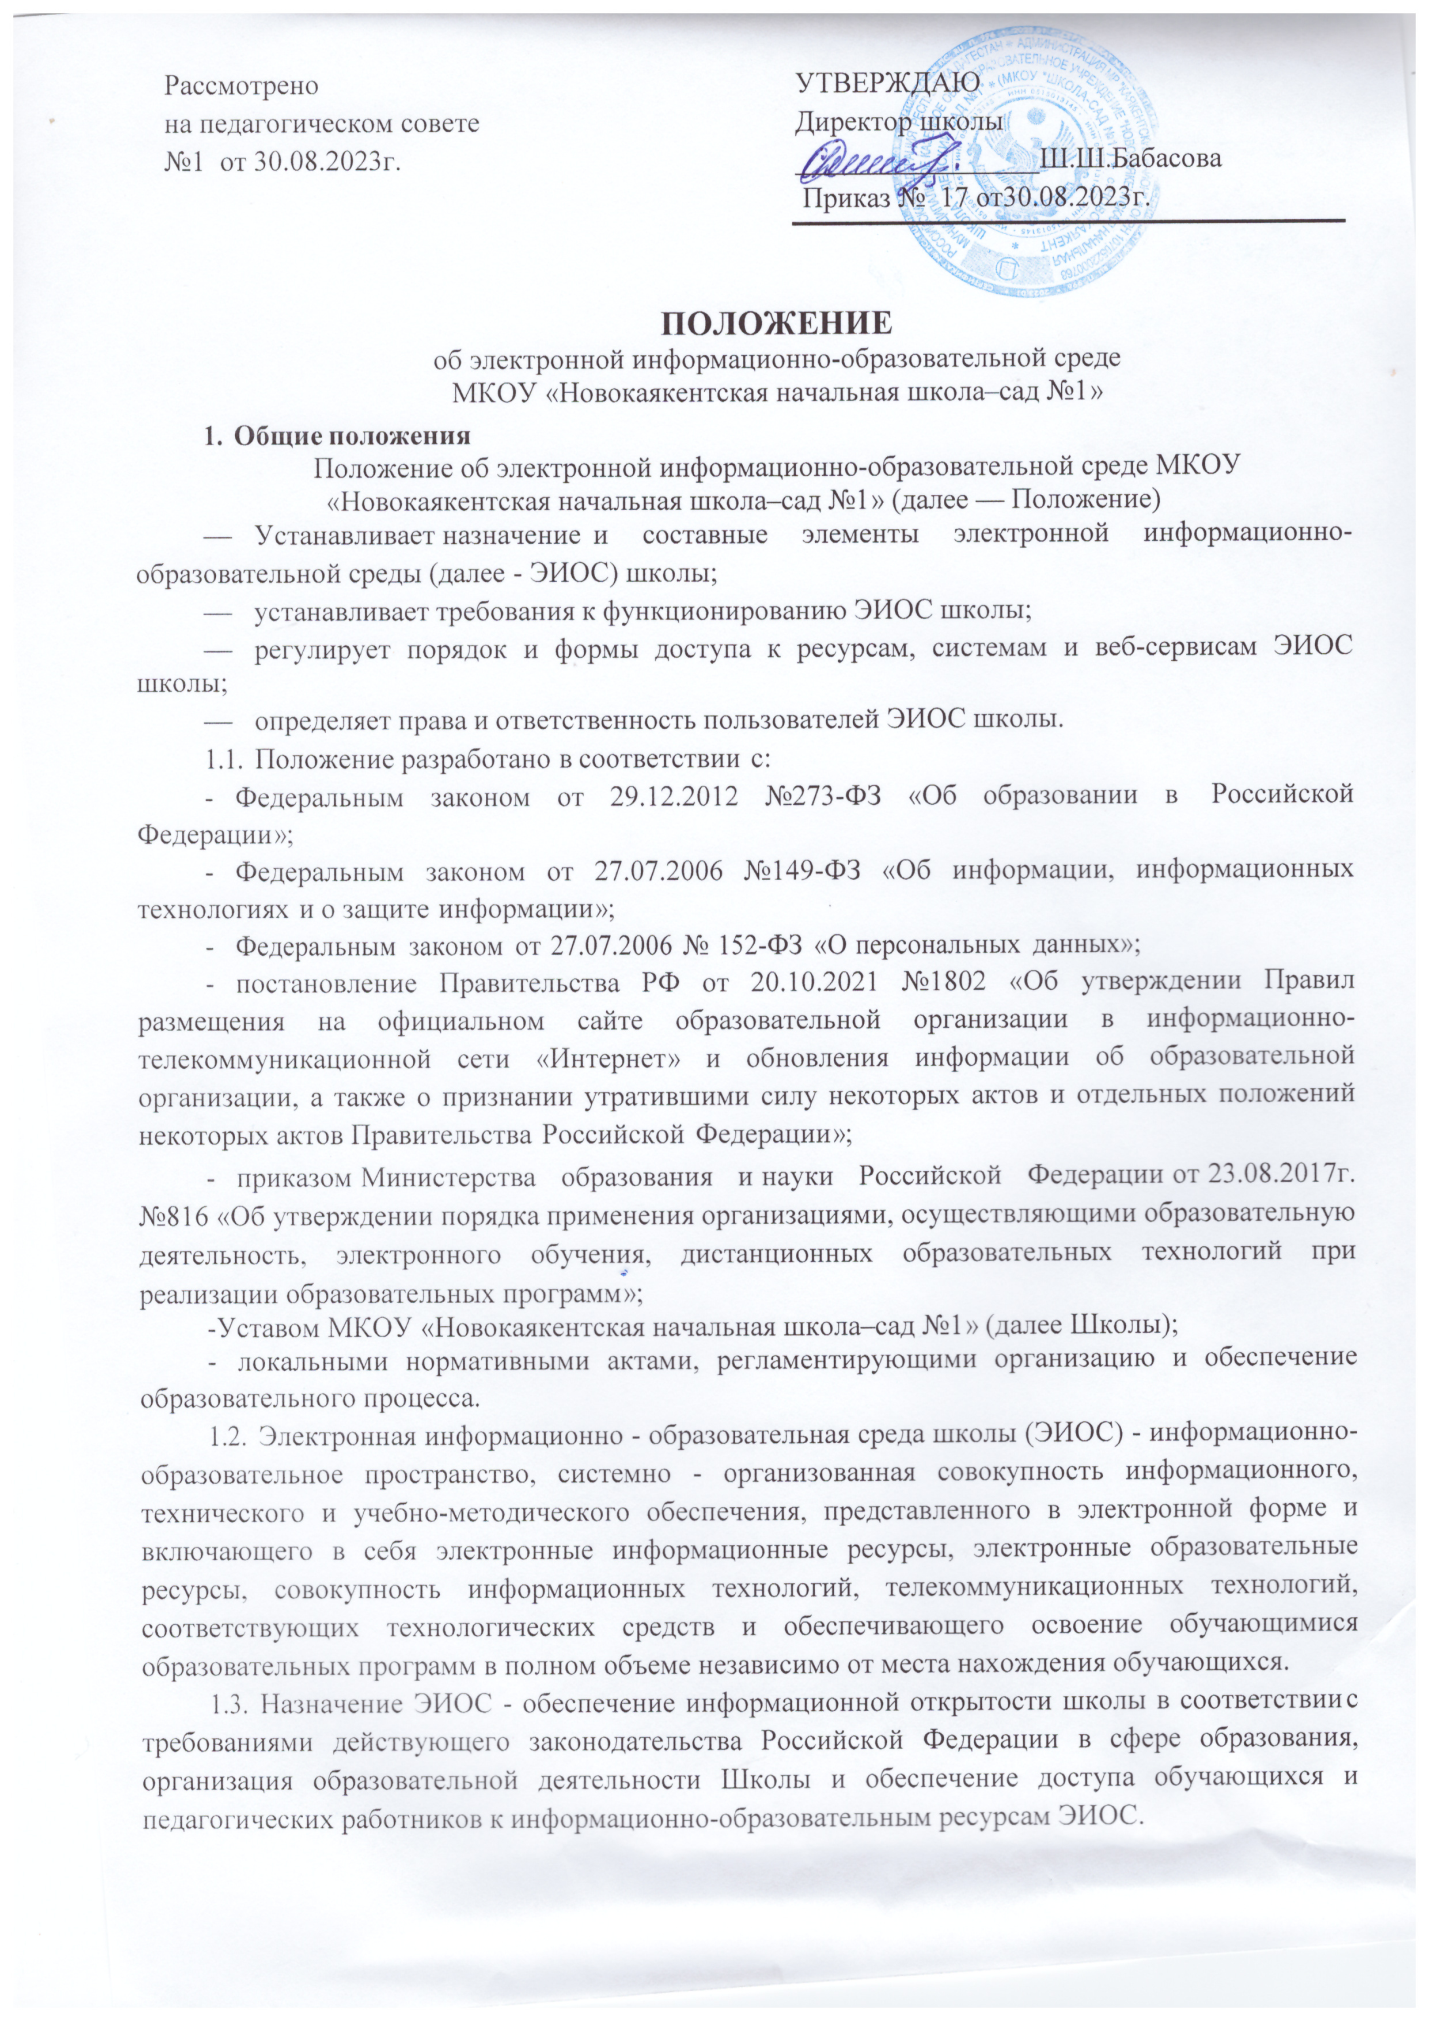 Рассмотрено
на педагогическом совете
№1 от 30.08.2023г.
УТВЕРЖДАЮ
Директор школы
Ш.Ш.Бабасова
Приказ № 17 от30.08.2023г.
ПОЛОЖЕНИЕ
об электронной информационно-образовательной среде
МКОУ «Новокаякентская начальная школа–сад №1»
1. Общие положения
Положение об электронной информационно-образовательной среде МКОУ
«Новокаякентская начальная школа–сад №1» (далее — Положение)
— Устанавливает назначение и составные элементы электронной информационно-
образовательной среды (далее - ЭИОС) школы;
— устанавливает требования к функционированию ЭИОС школы;
— регулирует порядок и формы доступа к ресурсам, системам и веб-сервисам ЭИОС
школы;
— определяет права и ответственность пользователей ЭИОС школы.
1.1. Положение разработано в соответствии с:
- Федеральным законом от 29.12.2012 №273-ФЗ «Об образовании в Российской
Федерации»;
- Федеральным законом от 27.07.2006 №149-ФЗ «Об информации, информационных
технологиях и о защите информации»;
- Федеральным законом от 27.07.2006 № 152-ФЗ «О персональных данных»;
- постановление Правительства РФ от 20.10.2021 №1802 «Об утверждении Правил
размещения на официальном сайте образовательной организации в информационно-
телекоммуникационной сети «Интернет» и обновления информации об образовательной
организации, а также о признании утратившими силу некоторых актов и отдельных положений
некоторых актов Правительства Российской Федерации»;
- приказом Министерства образования и науки Российской Федерации от 23.08.2017г.
№816 «Об утверждении порядка применения организациями, осуществляющими образовательную
деятельность, электронного обучения, дистанционных образовательных технологий при
реализации образовательных программ»;
-Уставом МКОУ «Новокаякентская начальная школа–сад №1» (далее Школы);
- локальными нормативными актами, регламентирующими организацию и обеспечение
образовательного процесса.
1.2. Электронная информационно - образовательная среда школы (ЭИОС) - информационно-
образовательное пространство, системно - организованная совокупность информационного,
технического и учебно-методического обеспечения, представленного в электронной форме и
включающего в себя электронные информационные ресурсы, электронные образовательные
ресурсы, совокупность информационных технологий, телекоммуникационных технологий,
соответствующих технологических средств и обеспечивающего освоение обучающимися
образовательных программ в полном объеме независимо от места нахождения обучающихся.
1.3. Назначение ЭИОС - обеспечение информационной открытости школы в соответствии с
требованиями действующего законодательства Российской Федерации в сфере образования,
организация образовательной деятельности Школы и обеспечение доступа обучающихся и
педагогических работников к информационно-образовательным ресурсам ЭИОС.